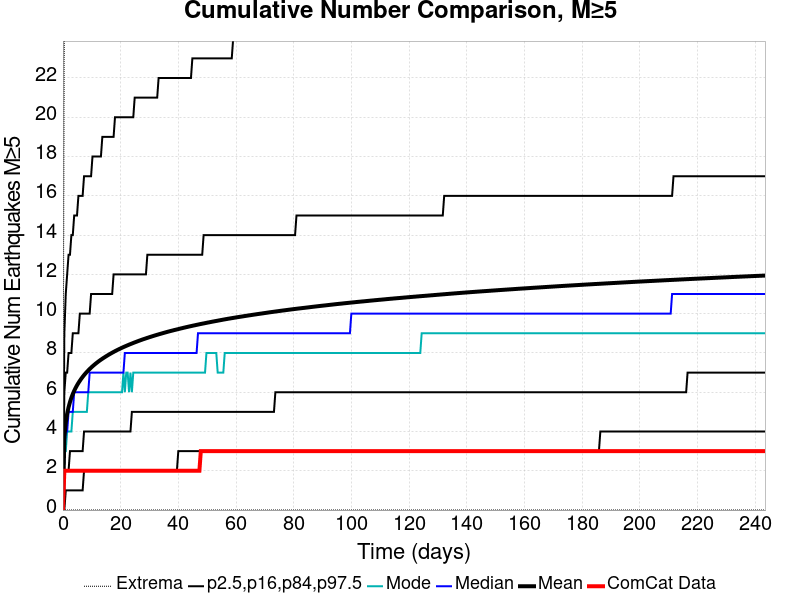 Cumulative Number Comparison, M≥5
Cumulative Num Earthquakes M≥5
22
20
18
16
14
12
10
8
6
4
2
0
0 20 40 60 80 100 120 140 160 180 200 220 240
Time (days)
Extrema p2.5,p16,p84,p97.5 Mode Median Mean ComCat Data